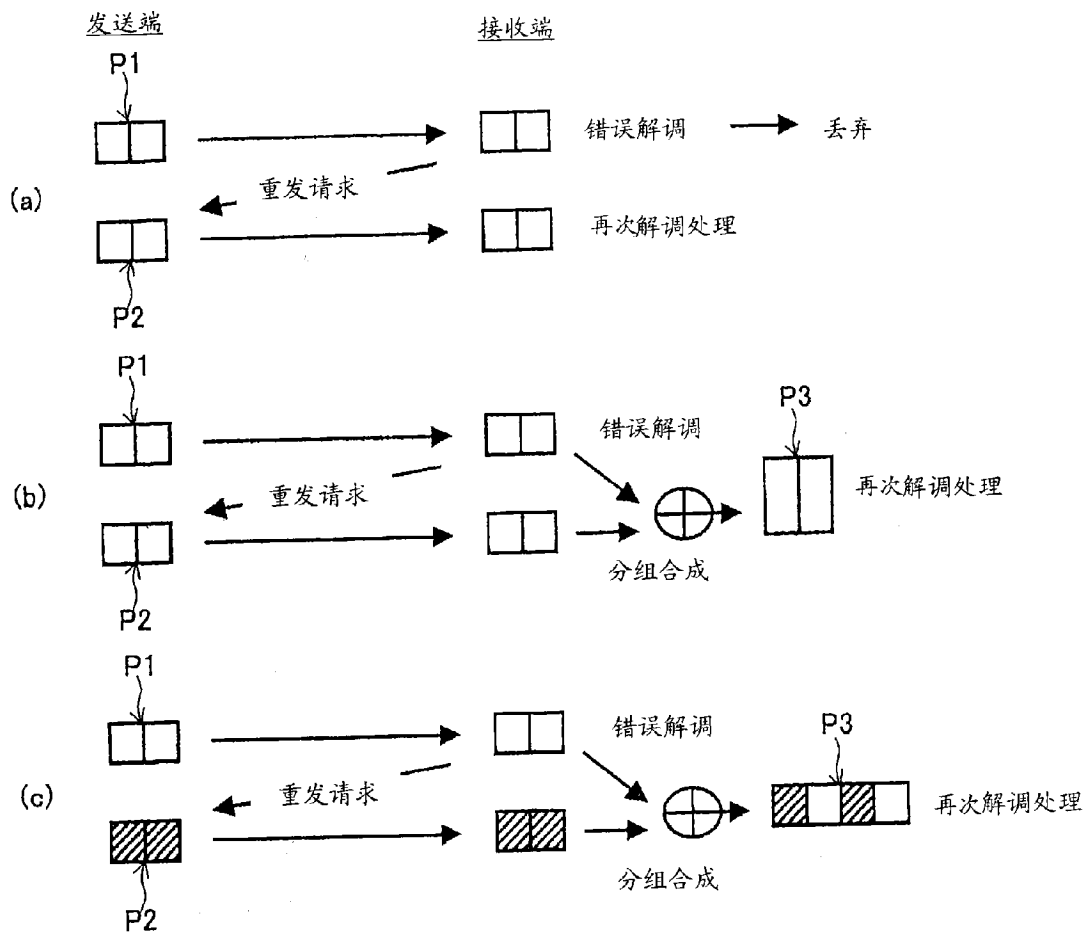 发送端
接收端
P1
错误解调
丢弃
(a)
重发请求
再次解调处理
P2
P1
P3
错误解调
(b)
重发请求
再次解调处理
分组合成
P2
P1
错误解调
P3
(c)
重发请求
再次解调处理
分组合成
P2